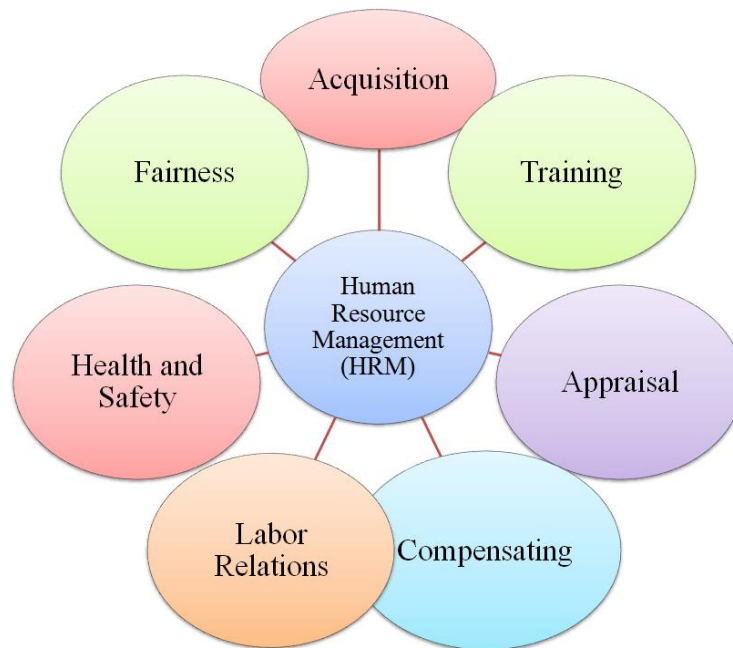 Acquisition
Training
Appraisal
Compensating
Labor
Relations
Health and
Safety
Fairness
Human
Resource
Management
(HRM)